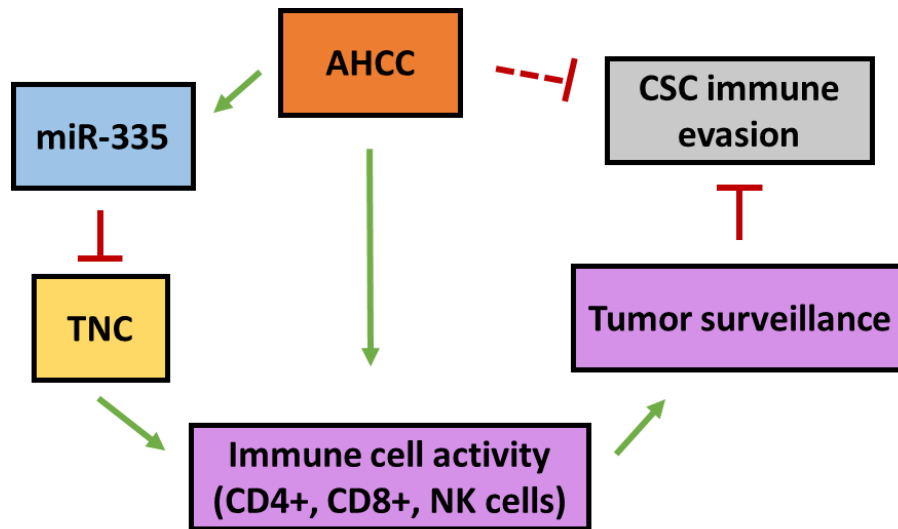 AHCC
CSC immune
evasion
miR-335
TNC
Tumor surveillance
Immune cell activity
(CD4+, CD8+, NK cells)